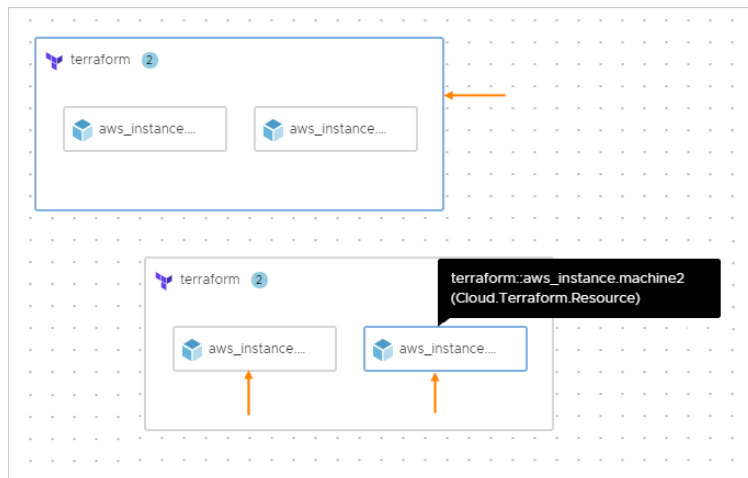 terraform 2
aws_instance....
aws_instance....
terraform 2
terraform::aws_instance.machine2
(Cloud.Terraform.Resource)
aws_instance....
aws_instance....